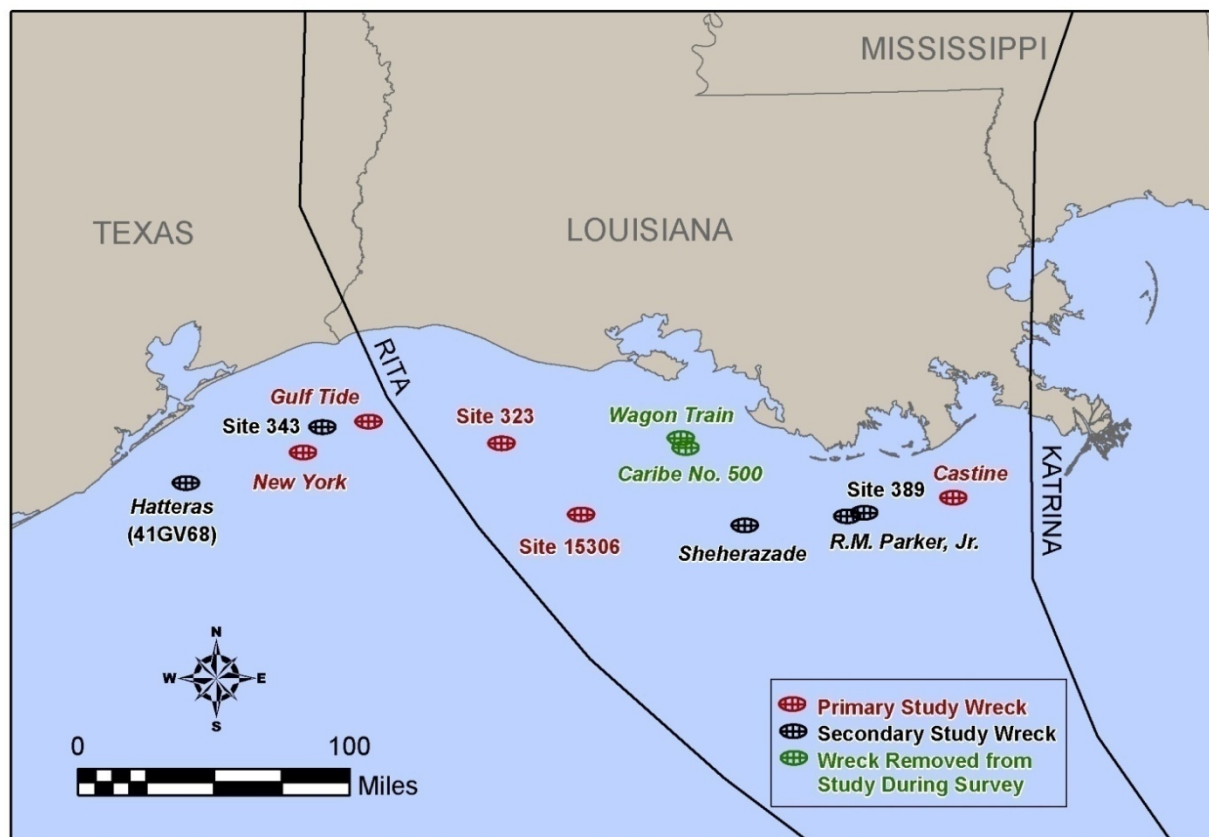 MISSISSIPPI
TEXAS
LOUISIANA
RITA
Gulf Tide
Site 343
New York
Hatteras
(41GV68)
Site 323
Site 15306
Wagon Train
Caribe No. 500
Sheherazade
Site 389
R.M. Parker, Jr.
Castine
KATRINA
N
W E
S
0 100
Miles
Primary Study Wreck
Secondary Study Wreck
Wreck Removed from
Study During Survey